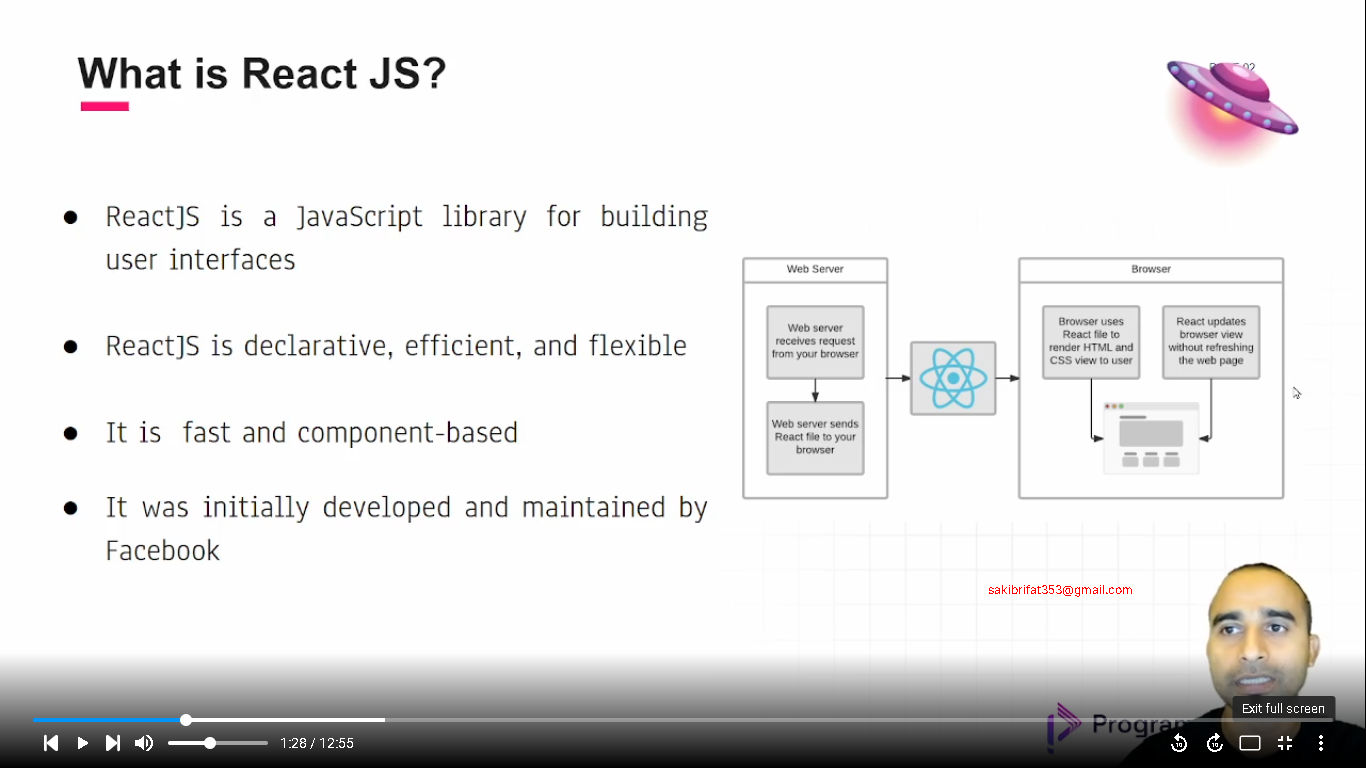 What is React JS?
ReactJS is a JavaScript library for building
user interfaces
ReactJS is declarative, efficient, and flexible
It is fast and component-based
It was initially developed and maintained by
Facebook
Web Server
Web server
receives request
from your browser
Web server sends
React file to your
browser
Browser
Browser uses
React file to
render HTML and
CSS view to user
React updates
browser view
without refreshing
the web page
sakibrifat353@gmail.com
Exit full screen
1:28 / 12:55
10
10